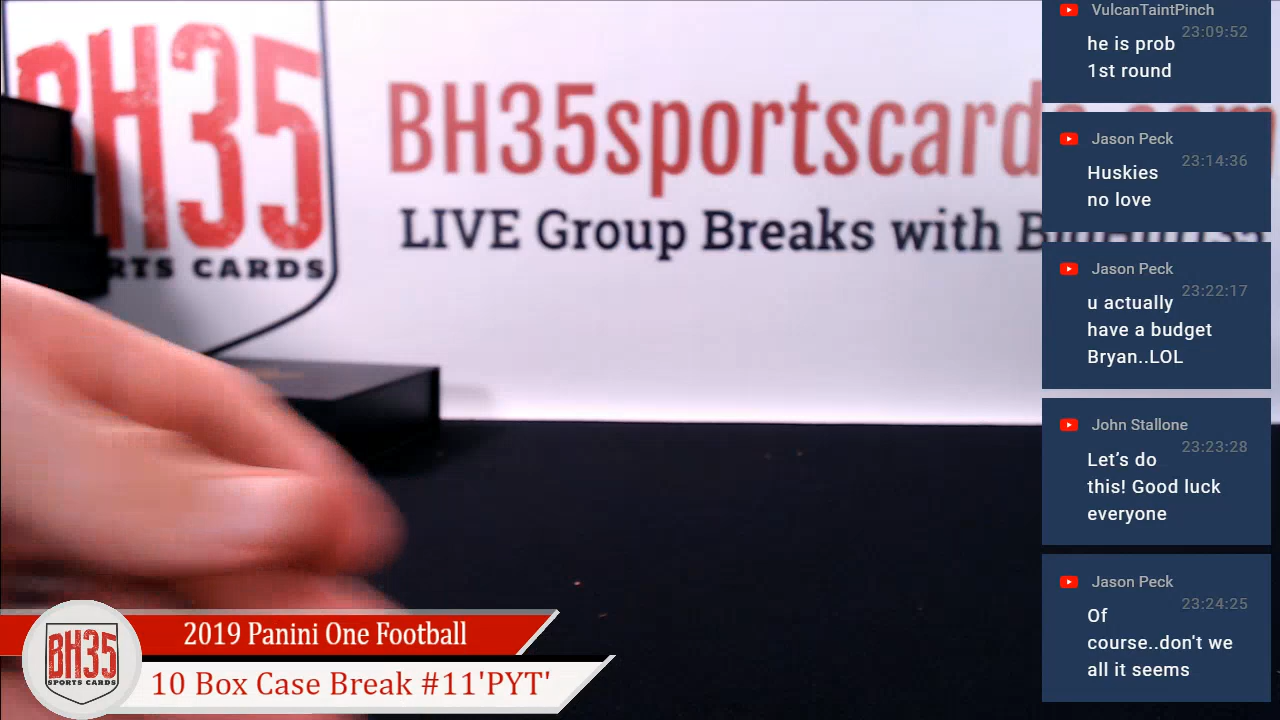 BH35
RTS CARDS
BH35sportscards.com
LIVE Group Breaks with
VulcanTaintPinch
23:09:52
he is prob
1st round
Jason Peck
23:14:36
Huskies
no love
Jason Peck
23:22:17
u actually
have a budget
Bryan..LOL
John Stallone
23:23:28
Let’s do
this! Good luck
everyone
Jason Peck
23:24:25
Of
course..don't we
all it seems
BH35
SPORTS CARDS
2019 Panini One Football
10 Box Case Break #11'PYT'